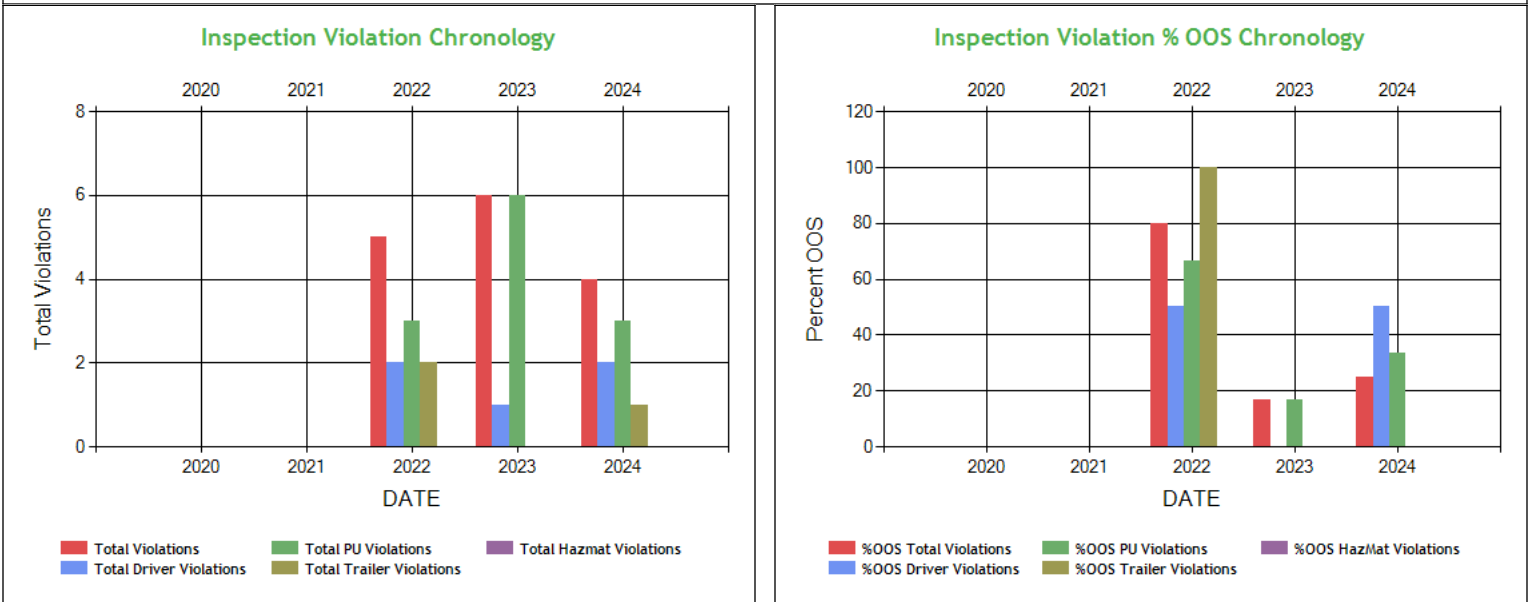 Inspection Violation Chronology
2020 2021 2022 2023 2024
8
6
4
2
0
Total Violations
2020 2021 2022 2023 2024
DATE
Total Violations Total PU Violations Total Hazmat Violations
Total Driver Violations Total Trailer Violations
Inspection Violation % OOS Chronology
2020 2021 2022 2023 2024
120
100
80
60
40
20
0
Percent OOS
2020 2021 2022 2023 2024
DATE
%OOS Total Violations %OOS PU Violations %OOS HazMat Violations
%OOS Driver Violations %OOS Trailer Violations